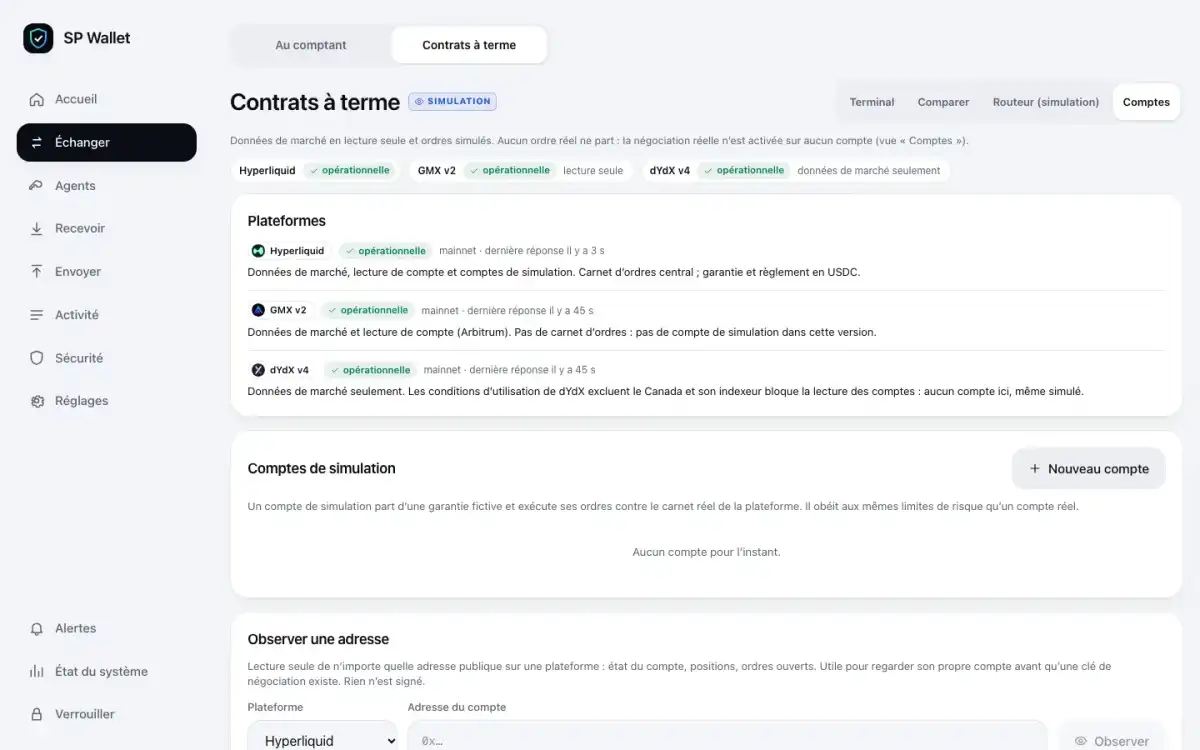 SP Wallet
Au comptant
Contrats à terme
Accueil
Échanger
Agents
Recevoir
Envoyer
Activité
Sécurité
Réglages
Alertes
État du système
Verrouiller
Contrats à terme
SIMULATION
Terminal
Comparer
Routeur (simulation)
Comptes
Données de marché en lecture seule et ordres simulés. Aucun ordre réel ne part : la négociation réelle n’est activée sur aucun compte (vue « Comptes »).
Hyperliquid opérationnelle
GMX v2 opérationnelle lecture seule
dYdX v4 opérationnelle données de marché seulement
Plateformes
Hyperliquid opérationnelle mainnet · dernière réponse il y a 3 s
Données de marché, lecture de compte et comptes de simulation. Carnet d’ordres central ; garantie et règlement en USDC.
GMX v2 opérationnelle mainnet · dernière réponse il y a 45 s
Données de marché et lecture de compte (Arbitrum). Pas de carnet d’ordres : pas de compte de simulation dans cette version.
dYdX v4 opérationnelle mainnet · dernière réponse il y a 45 s
Données de marché seulement. Les conditions d’utilisation de dYdX excluent le Canada et son indexeur bloque la lecture des comptes : aucun compte ici, même simulé.
Comptes de simulation
+ Nouveau compte
Un compte de simulation part d’une garantie fictive et exécute ses ordres contre le carnet réel de la plateforme. Il obéit aux mêmes limites de risque qu’un compte réel.
Aucun compte pour l’instant.
Observer une adresse
Lecture seule de n’importe quelle adresse publique sur une plateforme : état du compte, positions, ordres ouverts. Utile pour regarder son propre compte avant qu’une clé de
négociation existe. Rien n’est signé.
Plateforme
Adresse du compte
Hyperliquid
0x…
Observer